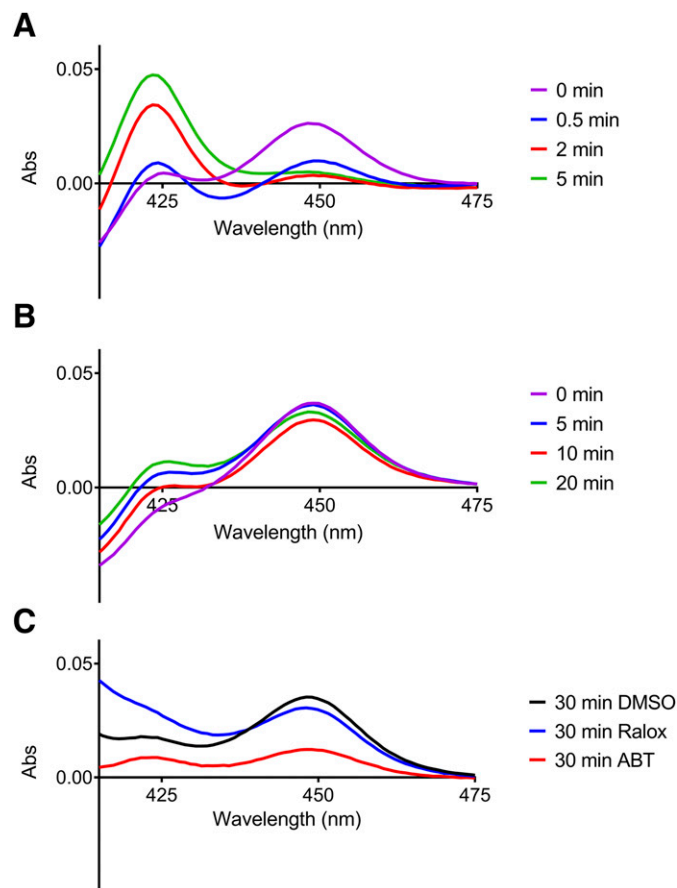 A
0.05
Abs
0.00
425
450
475
Wavelength (nm)
0 min
0.5 min
2 min
5 min
B
0.05
Abs
0.00
425
450
475
Wavelength (nm)
0 min
5 min
10 min
20 min
C
0.05
Abs
0.00
425
450
475
Wavelength (nm)
30 min DMSO
30 min Ralox
30 min ABT